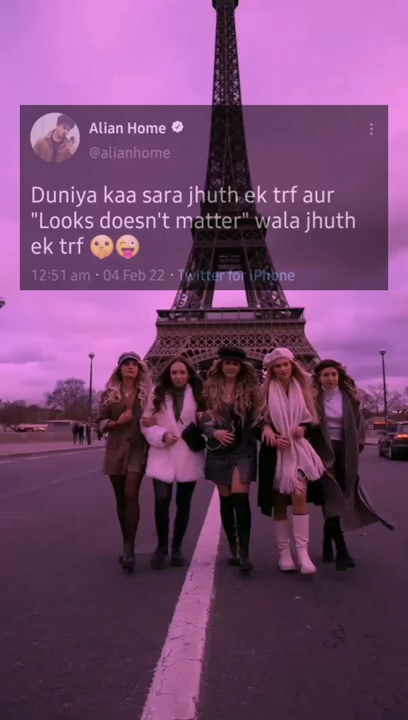 Alian Home
@alianhome
Duniya kaa sara jhuth ek trf aur
"Looks doesn't matter" wala jhuth
ek trf 🤫😜
12:51 am • 04 Feb 22 • Twitter for iPhone